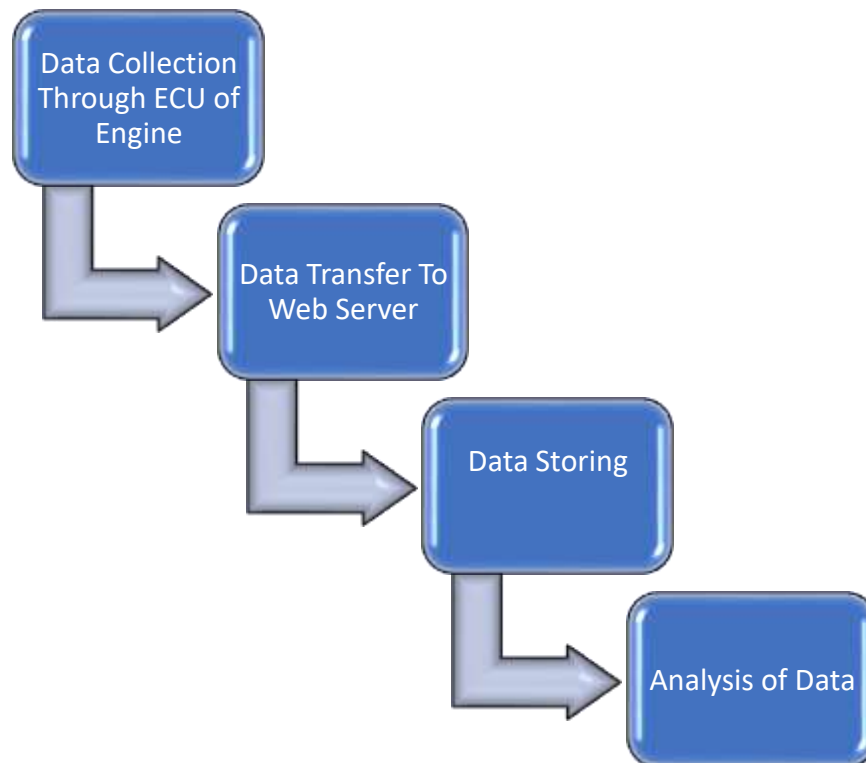 Data Collection
Through ECU of
Engine
Data Transfer To
Web Server
Data Storing
Analysis of Data